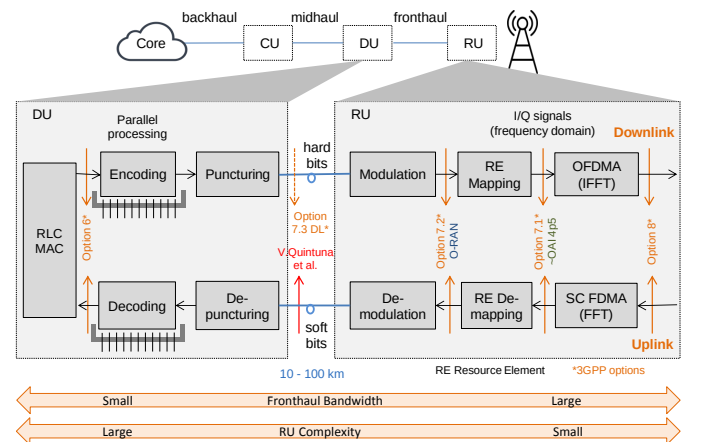 backhaul
midhaul
fronthaul
Core
CU
DU
RU
DU
Parallel
processing
RLC
MAC
Encoding
Puncturing
Option 6*
hard
bits
Option
7.3 DL*
V.Quintuna
et al.
Decoding
De-
puncturing
soft
bits
10 - 100 km
RU
I/Q signals
(frequency domain)
Downlink
Modulation
RE
Mapping
OFDMA
(IFFT)
Option 7.2*
O-RAN
Option 7.1*
~OAI 4p5
Option 8*
De-
modulation
RE De-
mapping
SC FDMA
(FFT)
Uplink
RE Resource Element
*3GPP options
Small
Fronthaul Bandwidth
Large
Large
RU Complexity
Small